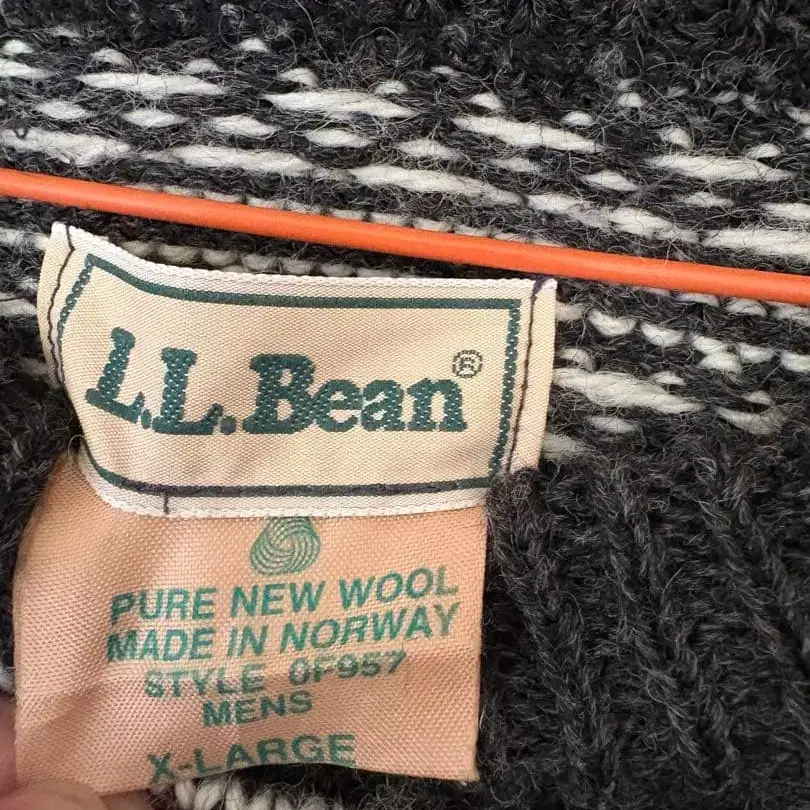 L.L.Bean®
PURE NEW WOOL
MADE IN NORWAY
STYLE 0F957
MENS
X-LARGE